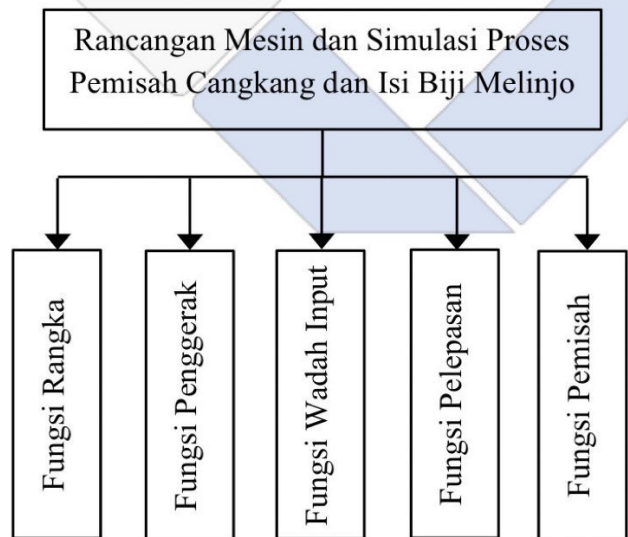 Rancangan Mesin dan Simulasi Proses
Pemisah Cangkang dan Isi Biji Melinjo
Fungsi Rangka
Fungsi Penggerak
Fungsi Wadah Input
Fungsi Pelepasan
Fungsi Pemisah